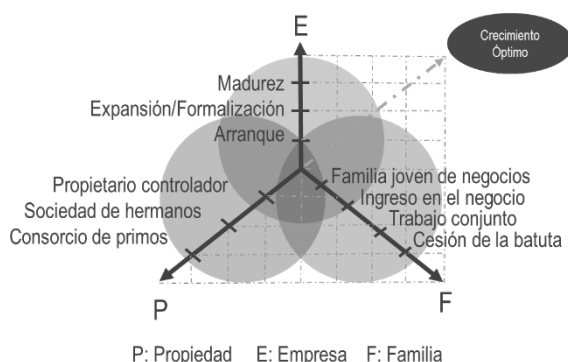 E
Crecimiento
Óptimo
Madurez
Expansión/Formalización
Arranque
Propietario controlador
Sociedad de hermanos
Consorcio de primos
Familia joven de negocios
Ingreso en el negocio
Trabajo conjunto
Cesión de la batuta
P
F
P: Propiedad E: Empresa F: Familia